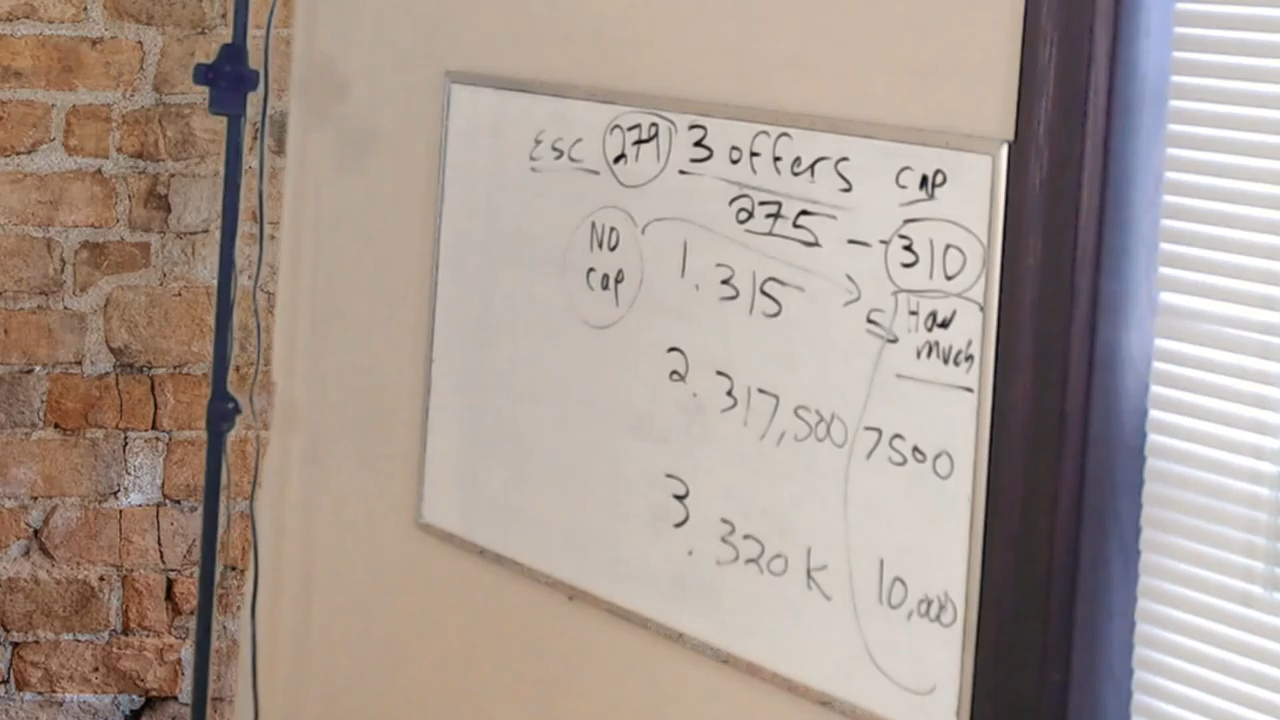 Esc 279 3 offers cap
275 – 310
NO cap
1. 315 5 How much
2. 317,500 7500
3. 320 k 10,000